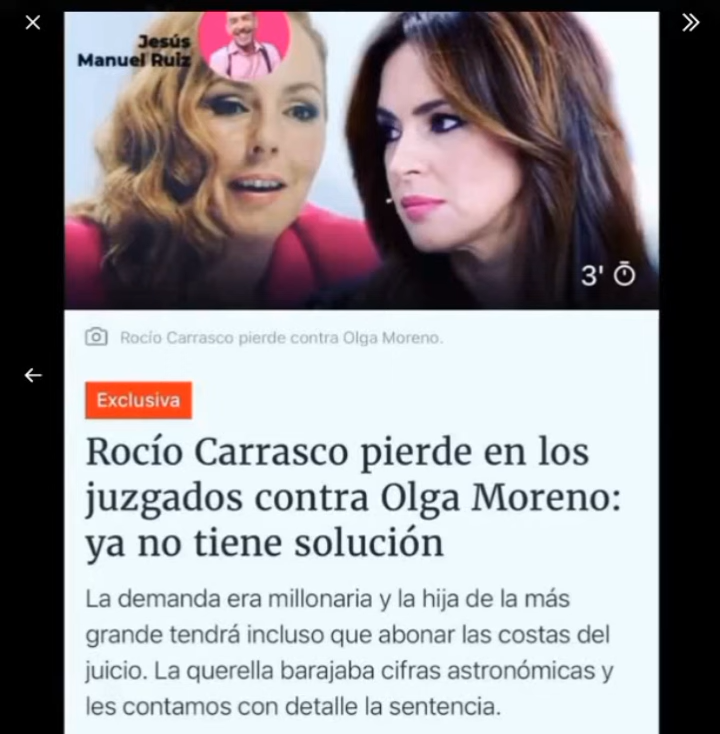 Jesús
Manuel Ruiz
3'
Rocío Carrasco pierde contra Olga Moreno.
Exclusiva
Rocío Carrasco pierde en los
juzgados contra Olga Moreno:
ya no tiene solución
La demanda era millonaria y la hija de la más
grande tendrá incluso que abonar las costas del
juicio. La querella barajaba cifras astronómicas y
les contamos con detalle la sentencia.